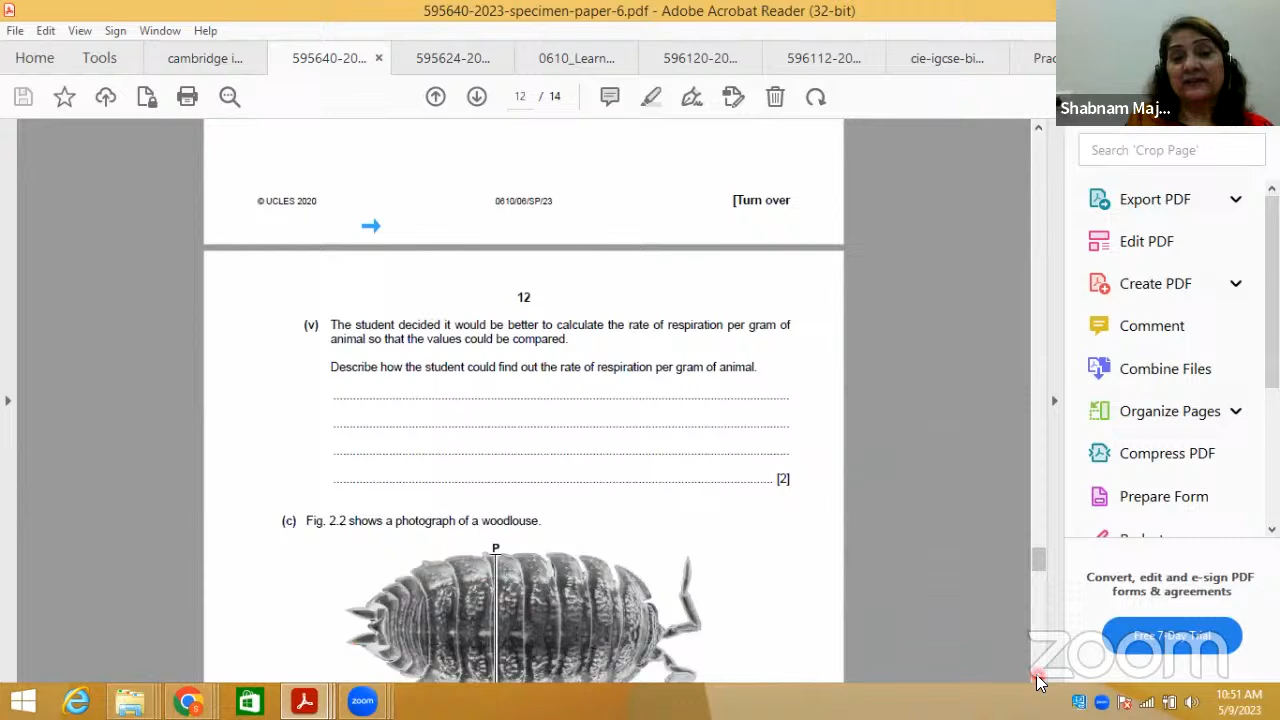 595640-2023-specimen-paper-6.pdf - Adobe Acrobat Reader (32-bit)
File Edit View Sign Window Help
Home Tools cambridge i... 595640-20... × 595624-20... 0610_Learn... 596120-20... 596112-20... cie-igcse-bi... Prac
12 / 14
Shabnam Maj...
Search 'Crop Page'
Export PDF
Edit PDF
Create PDF
Comment
Combine Files
Organize Pages
Compress PDF
Prepare Form
Convert, edit and e-sign PDF
forms & agreements
Free 7-Day Trial
© UCLES 2020 0610/06/SP/23 [Turn over
12
(v) The student decided it would be better to calculate the rate of respiration per gram of
animal so that the values could be compared.
Describe how the student could find out the rate of respiration per gram of animal.
[2]
(c) Fig. 2.2 shows a photograph of a woodlouse.
P
zoom
zoom
10:51 AM
5/9/2023